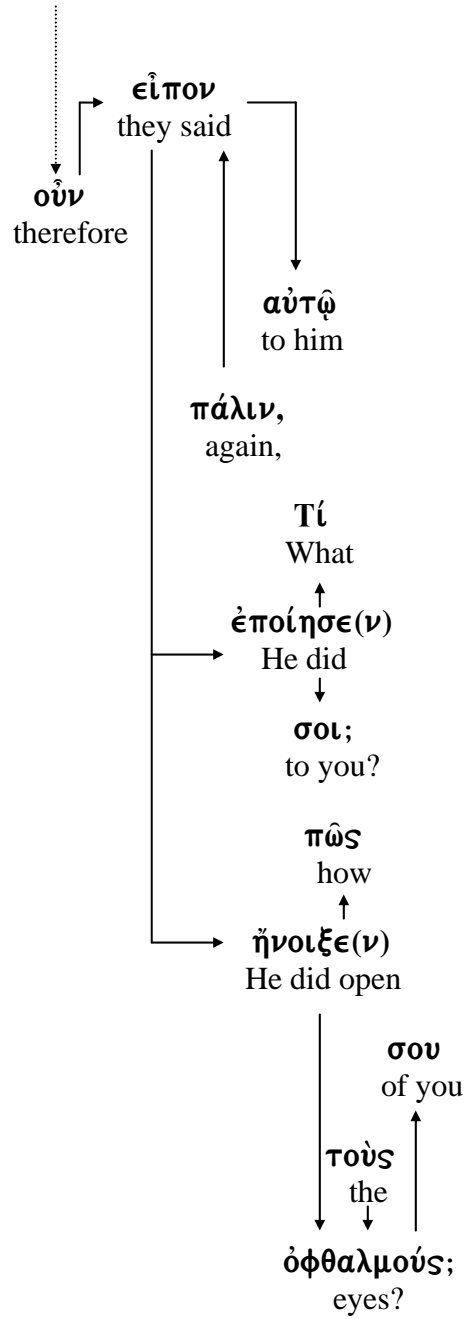 εἶπον
they said
οὖν
therefore
αὐτῷ
to him
πάλιν,
again,
Τί
What
ἐποίησε(ν)
He did
σοι;
to you?
πῶς
how
ἤνοιξε(ν)
He did open
σου
of you
τοὺς
the
ὀφθαλμούς;
eyes?